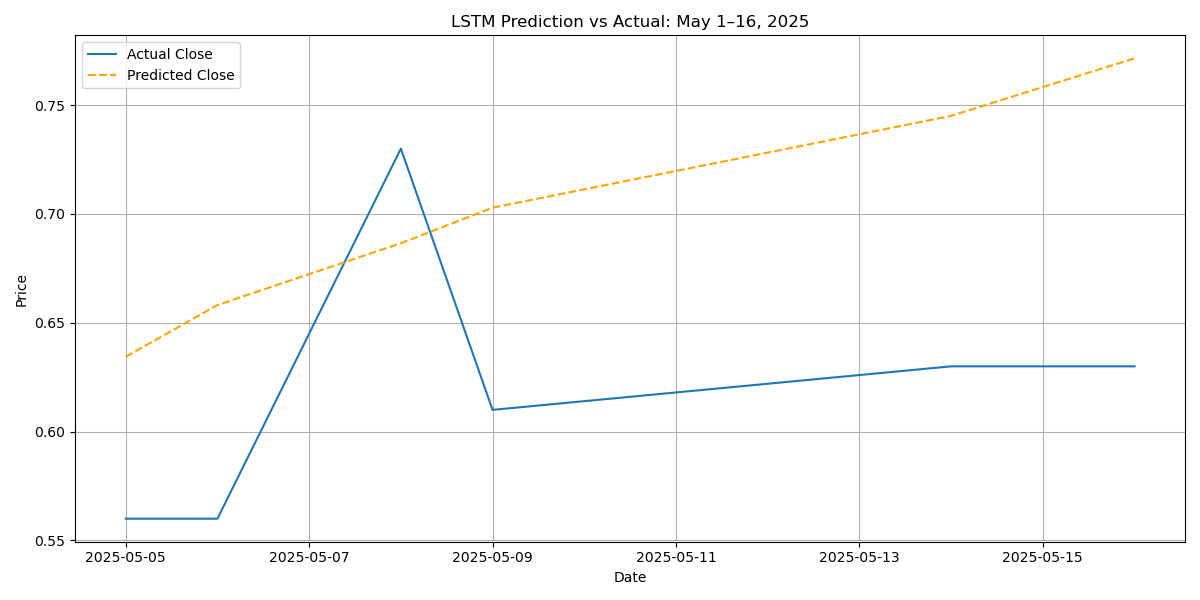 LSTM Prediction vs Actual: May 1–16, 2025
Actual Close
Predicted Close
Price
0.75
0.70
0.65
0.60
0.55
2025-05-05 2025-05-07 2025-05-09 2025-05-11 2025-05-13 2025-05-15
Date